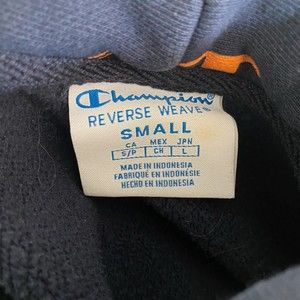 Champion
REVERSE WEAVE®
SMALL
CA MEX JPN
S/P CH L
MADE IN INDONESIA
FABRIQUÉ EN INDONÉSIE
HECHO EN INDONESIA